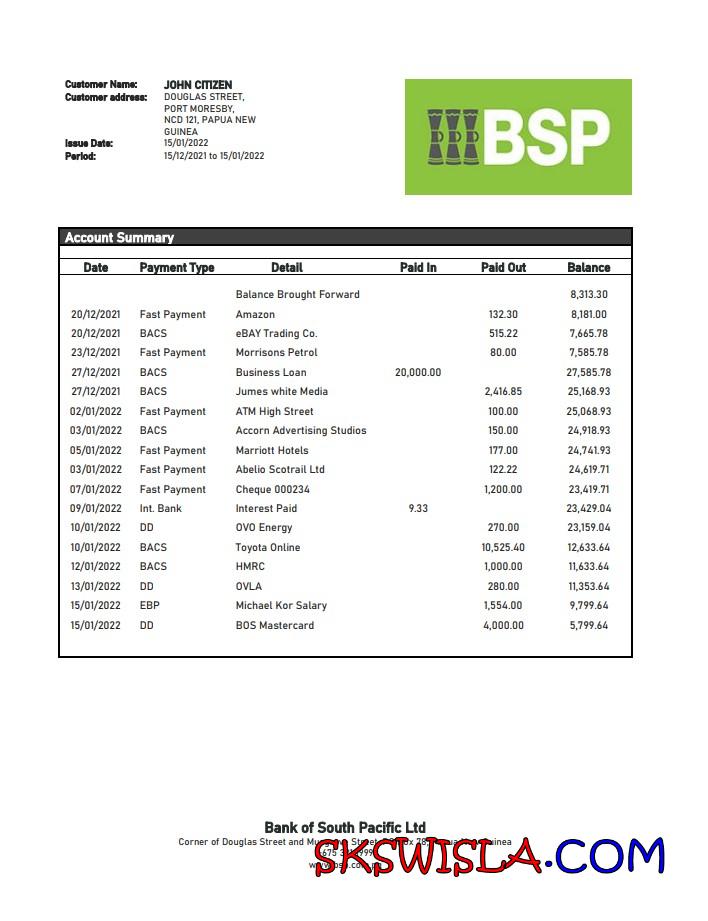 Customer Name: JOHN CITIZEN
Customer address: DOUGLAS STREET,
PORT MORESBY,
NCD 121, PAPUA NEW
GUINEA
Issue Date: 15/01/2022
Period: 15/12/2021 to 15/01/2022
BSP
Account Summary
Date Payment Type Detail Paid In Paid Out Balance
Balance Brought Forward 8,313.30
20/12/2021 Fast Payment Amazon 132.30 8,181.00
20/12/2021 BACS eBAY Trading Co. 515.22 7,665.78
23/12/2021 Fast Payment Morrisons Petrol 80.00 7,585.78
27/12/2021 BACS Business Loan 20,000.00 27,585.78
27/12/2021 BACS Jumes white Media 2,416.85 25,168.93
02/01/2022 Fast Payment ATM High Street 100.00 25,068.93
03/01/2022 BACS Accorn Advertising Studios 150.00 24,918.93
05/01/2022 Fast Payment Marriott Hotels 177.00 24,741.93
03/01/2022 Fast Payment Abelio Scotrail Ltd 122.22 24,619.71
07/01/2022 Fast Payment Cheque 000234 1,200.00 23,419.71
09/01/2022 Int. Bank Interest Paid 9.33 23,429.04
10/01/2022 DD OVO Energy 270.00 23,159.04
10/01/2022 BACS Toyota Online 10,525.40 12,633.64
12/01/2022 BACS HMRC 1,000.00 11,633.64
13/01/2022 DD OVLA 280.00 11,353.64
15/01/2022 EBP Michael Kor Salary 1,554.00 9,799.64
15/01/2022 DD BOS Mastercard 4,000.00 5,799.64
Bank of South Pacific Ltd
Corner of Douglas Street and
SKSWISLA.COM